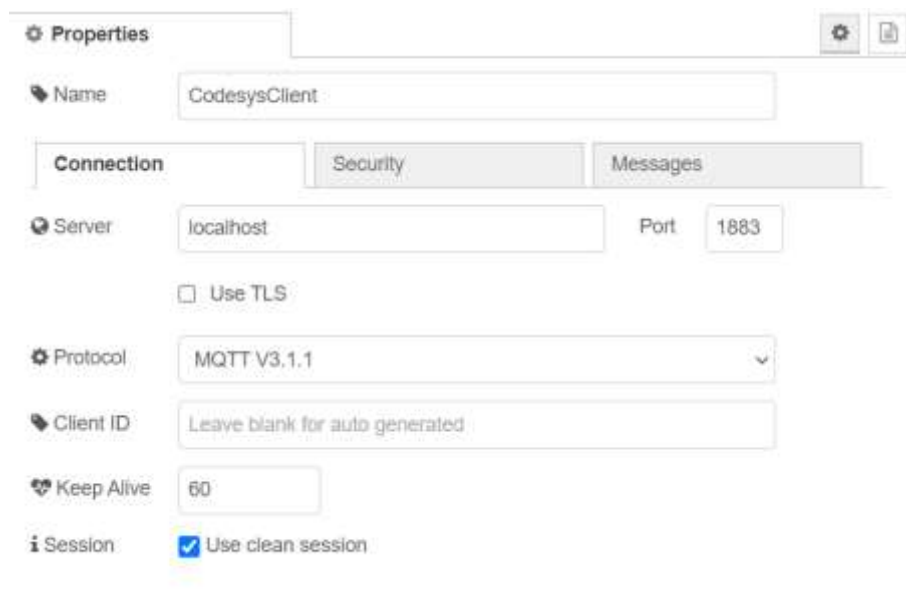 Properties
Name CodesysClient
Connection Security Messages
Server localhost Port 1883
Use TLS
Protocol MQTT V3.1.1
Client ID Leave blank for auto generated
Keep Alive 60
Session Use clean session